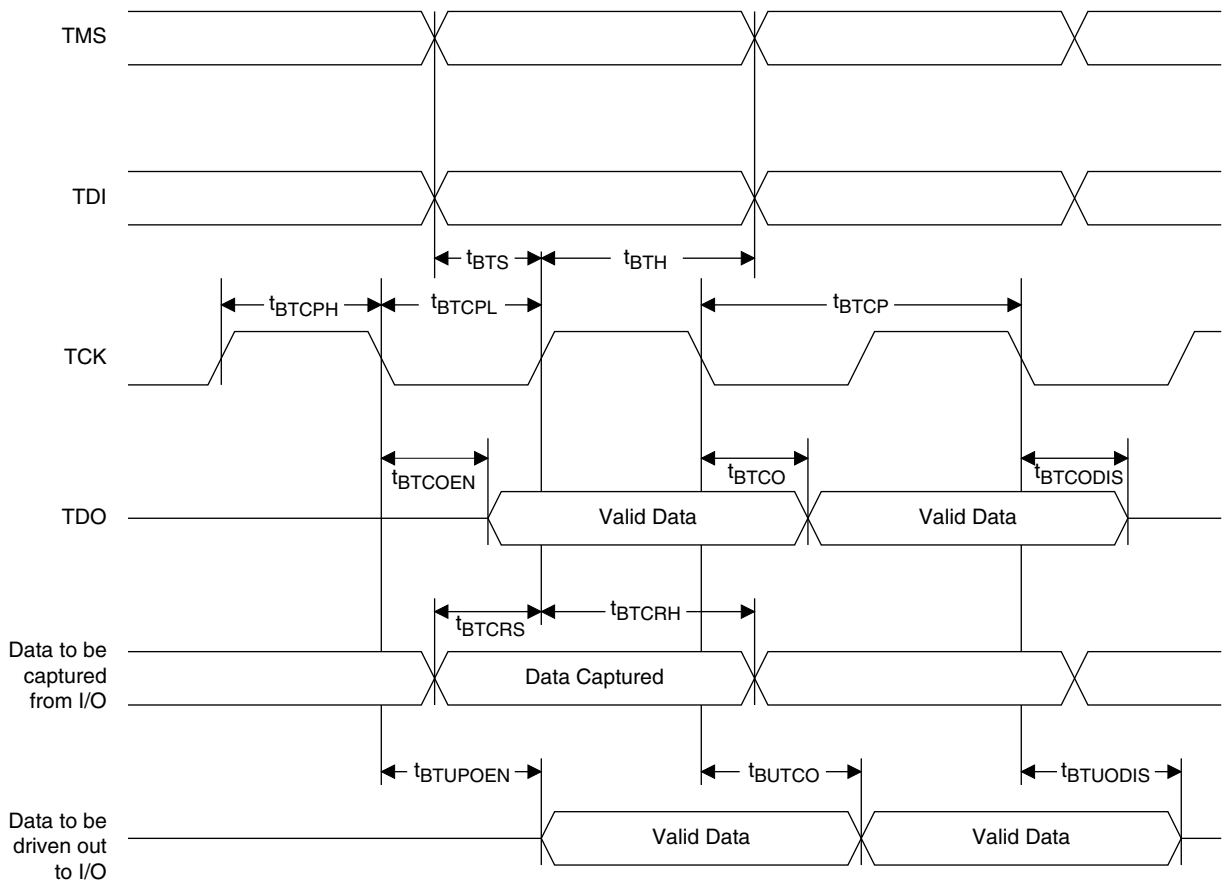 TMS
TDI
tBTS
tBTH
tBTCPH
tBTCPL
tBTCP
TCK
tBTCOEN
tBTCO
tBTCODIS
TDO
Valid Data
Valid Data
tBTCRS
tBTCRH
Data to be
captured
from I/O
Data Captured
tBTUPOEN
tBUTCO
tBTUODIS
Data to be
driven out
to I/O
Valid Data
Valid Data